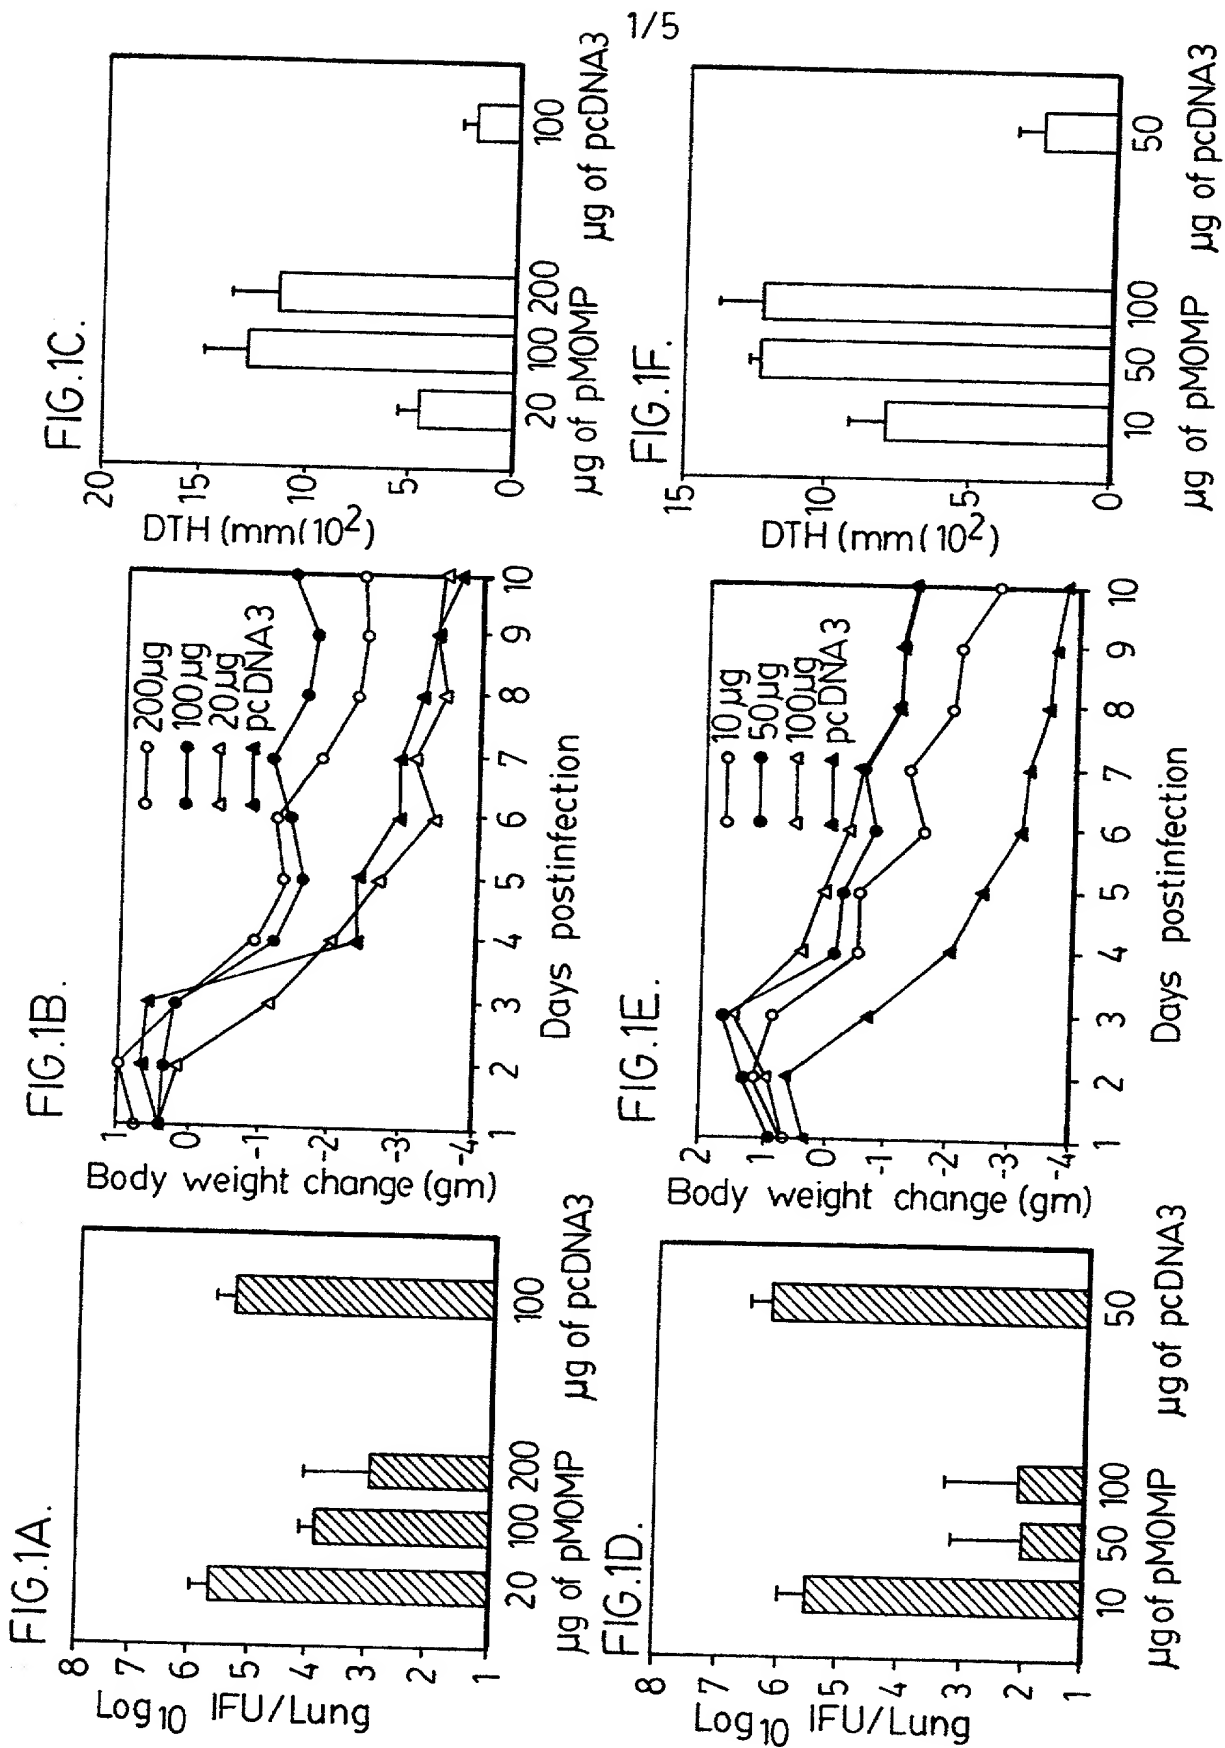 1/5
FIG.1A.
8
7
6
5
4
3
2
1
Log10 IFU/Lung
20 100 200
100
µg of pMOMP
µg of pcDNA3
FIG.1B.
1
0
-1
-2
-3
-4
Body weight change (gm)
200µg
100µg
20µg
pcDNA3
1 2 3 4 5 6 7 8 9 10
Days postinfection
FIG.1C.
20
15
10
5
0
DTH (mm(10²)
20 100 200
100
µg of pMOMP
µg of pcDNA3
FIG.1D.
8
7
6
5
4
3
2
1
Log10 IFU/Lung
10 50 100
50
µg of pMOMP
µg of pcDNA3
FIG.1E.
2
1
0
-1
-2
-3
-4
Body weight change (gm)
10µg
50µg
100µg
pcDNA3
1 2 3 4 5 6 7 8 9 10
Days postinfection
FIG.1F.
15
10
5
0
DTH (mm(10²)
10 50 100
50
µg of pMOMP
µg of pcDNA3